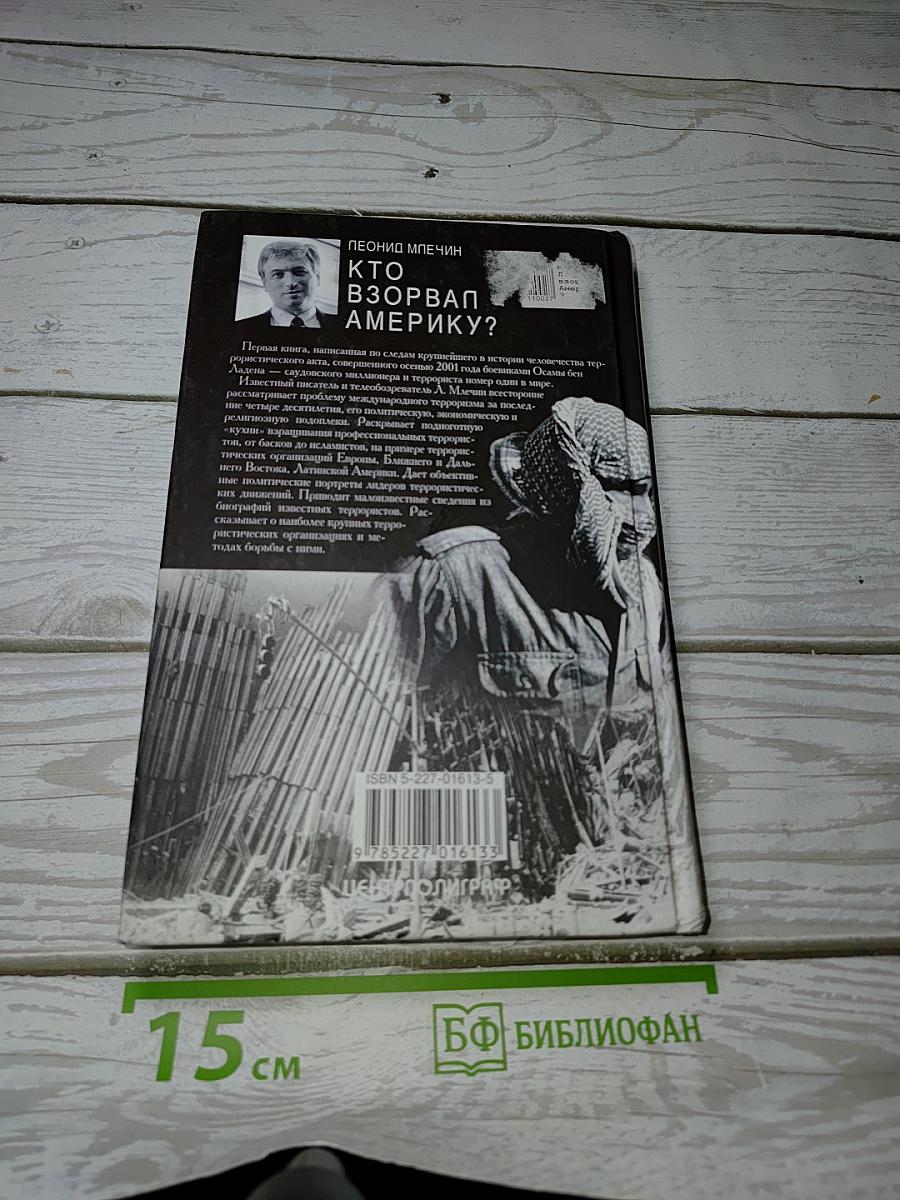 ЛЕОНИД МЛЕЧИН
КТО
ВЗОРВАЛ
АМЕРИКУ?
110027
Первая книга, написанная по следам крупнейшего в истории человечества тер-
рористического акта, совершенного осенью 2001 года боевиками Осамы бен
Ладена — саудовского миллионера и террориста номер один в мире.
Известный писатель и телеобозреватель Л. Млечин всесторонне
рассматривает проблему международного терроризма за послед-
ние четыре десятилетия, его политическую, экономическую и
религиозную подоплеки. Раскрывает подноготную
«кухни» взращивания профессиональных террорис-
тов, от басков до исламистов, на примере террорис-
тических организаций Европы, Ближнего и Даль-
него Востока, Латинской Америки. Дает объектив-
ные политические портреты лидеров террористичес-
ких движений. Приводит малоизвестные сведения из
биографий известных террористов. Рас-
сказывает о наиболее крупных терро-
ристических организациях и ме-
тодах борьбы с ними.
ISBN 5-227-01613-5
9 785227 016133
ЦЕНТРПОЛИГРАФ
15 см
БФ БИБЛИОФАН